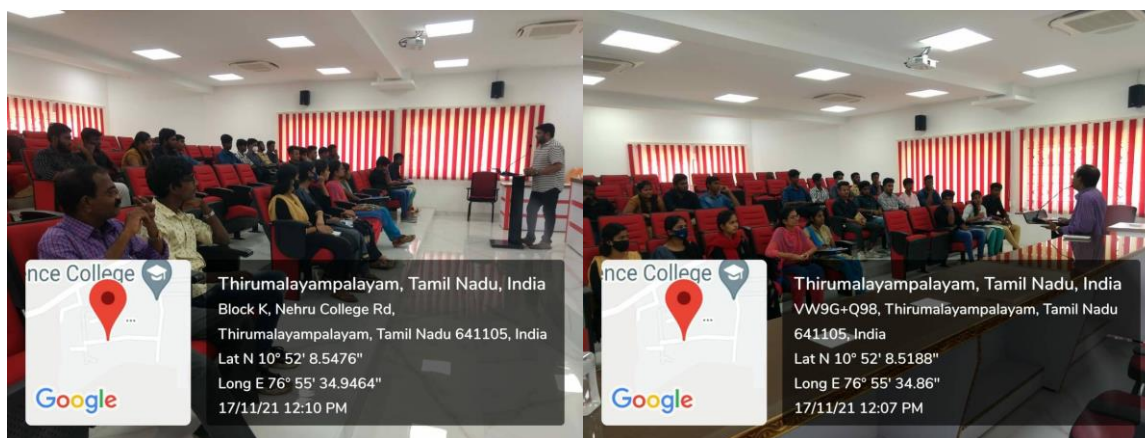 nce College
Google
Thirumalayampalayam, Tamil Nadu, India
Block K, Nehru College Rd,
Thirumalayampalayam, Tamil Nadu 641105, India
Lat N 10° 52' 8.5476"
Long E 76° 55' 34.9464"
17/11/21 12:10 PM
nce College
Google
Thirumalayampalayam, Tamil Nadu, India
VW9G+Q98, Thirumalayampalayam, Tamil Nadu
641105, India
Lat N 10° 52' 8.5188"
Long E 76° 55' 34.86"
17/11/21 12:07 PM